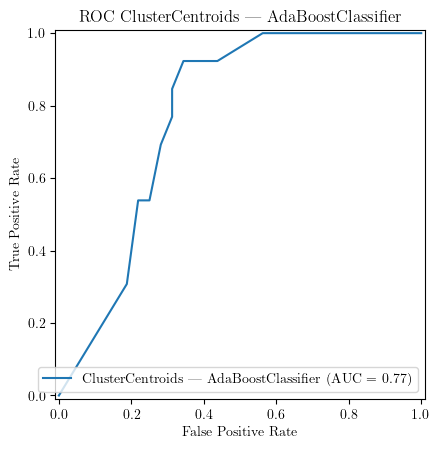 ROC ClusterCentroids — AdaBoostClassifier
1.0
0.8
0.6
0.4
0.2
0.0
True Positive Rate
ClusterCentroids — AdaBoostClassifier (AUC = 0.77)
0.0 0.2 0.4 0.6 0.8 1.0
False Positive Rate